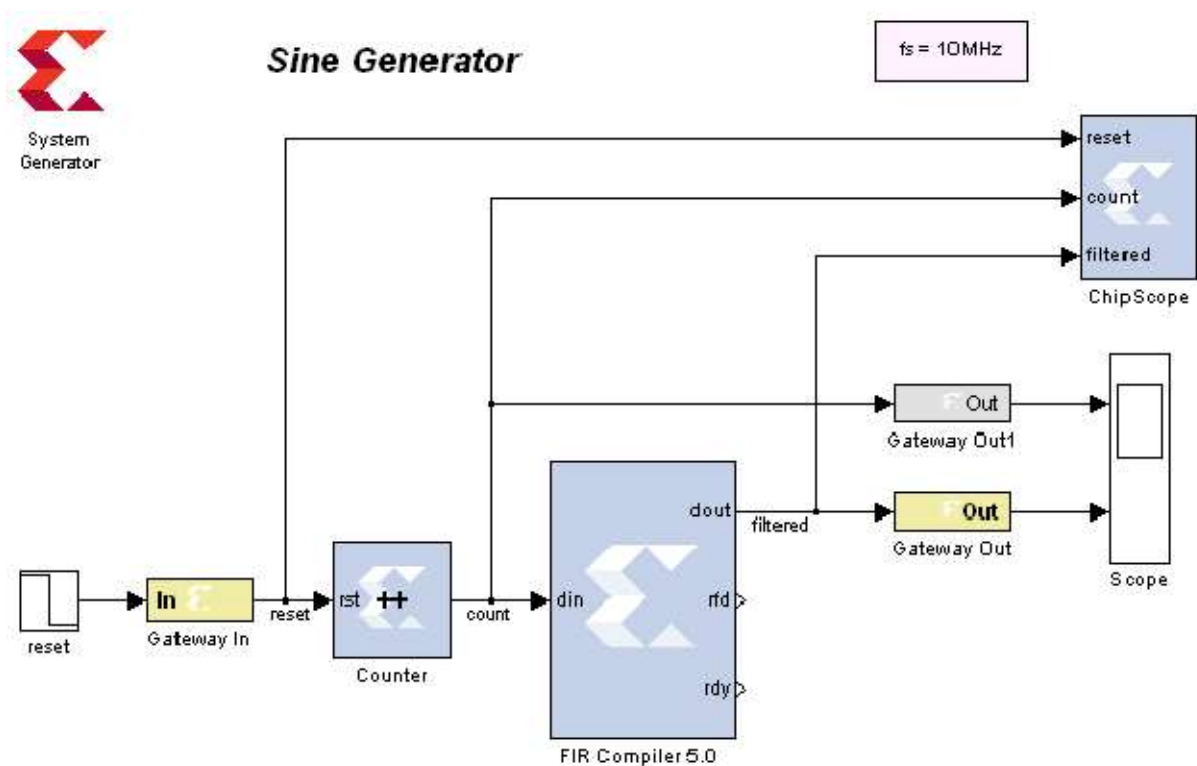 Sine Generator
fs = 10MHz
System
Generator
reset
count
filtered
ChipScope
Out
Gateway Out1
dout
filtered
Out
Gateway Out
Scope
In
reset
rst
++
count
din
rfd
reset
Gateway In
Counter
rdy
FIR Compiler 5.0